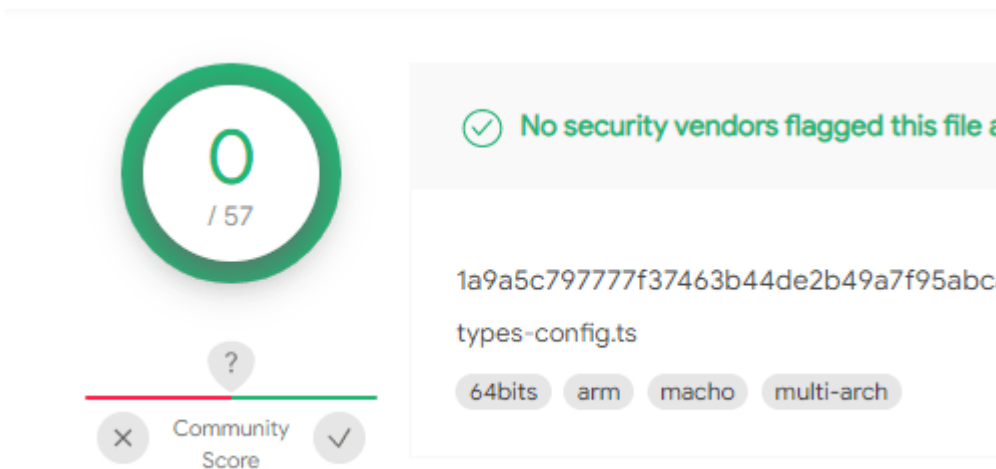 0
/ 57
?
Community
Score
No security vendors flagged this file a
1a9a5c797777f37463b44de2b49a7f95abc
types-config.ts
64bits arm macho multi-arch